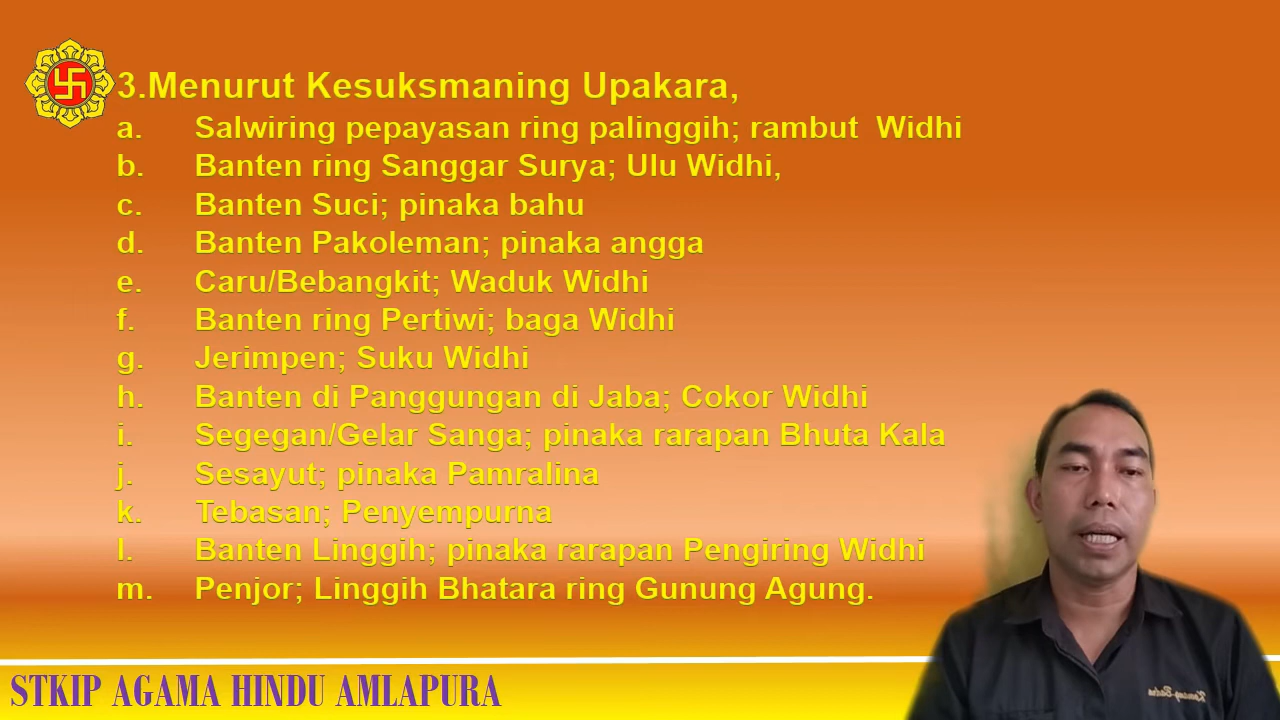 3.Menurut Kesuksmaning Upakara,
a. Salwiring pepayasan ring palinggih; rambut Widhi
b. Banten ring Sanggar Surya; Ulu Widhi,
c. Banten Suci; pinaka bahu
d. Banten Pakoleman; pinaka angga
e. Caru/Bebangkit; Waduk Widhi
f. Banten ring Pertiwi; baga Widhi
g. Jerimpen; Suku Widhi
h. Banten di Panggungan di Jaba; Cokor Widhi
i. Segegan/Gelar Sanga; pinaka rarapan Bhuta Kala
j. Sesayut; pinaka Pamralina
k. Tebasan; Penyempurna
l. Banten Linggih; pinaka rarapan Pengiring Widhi
m. Penjor; Linggih Bhatara ring Gunung Agung.
STKIP AGAMA HINDU AMLAPURA